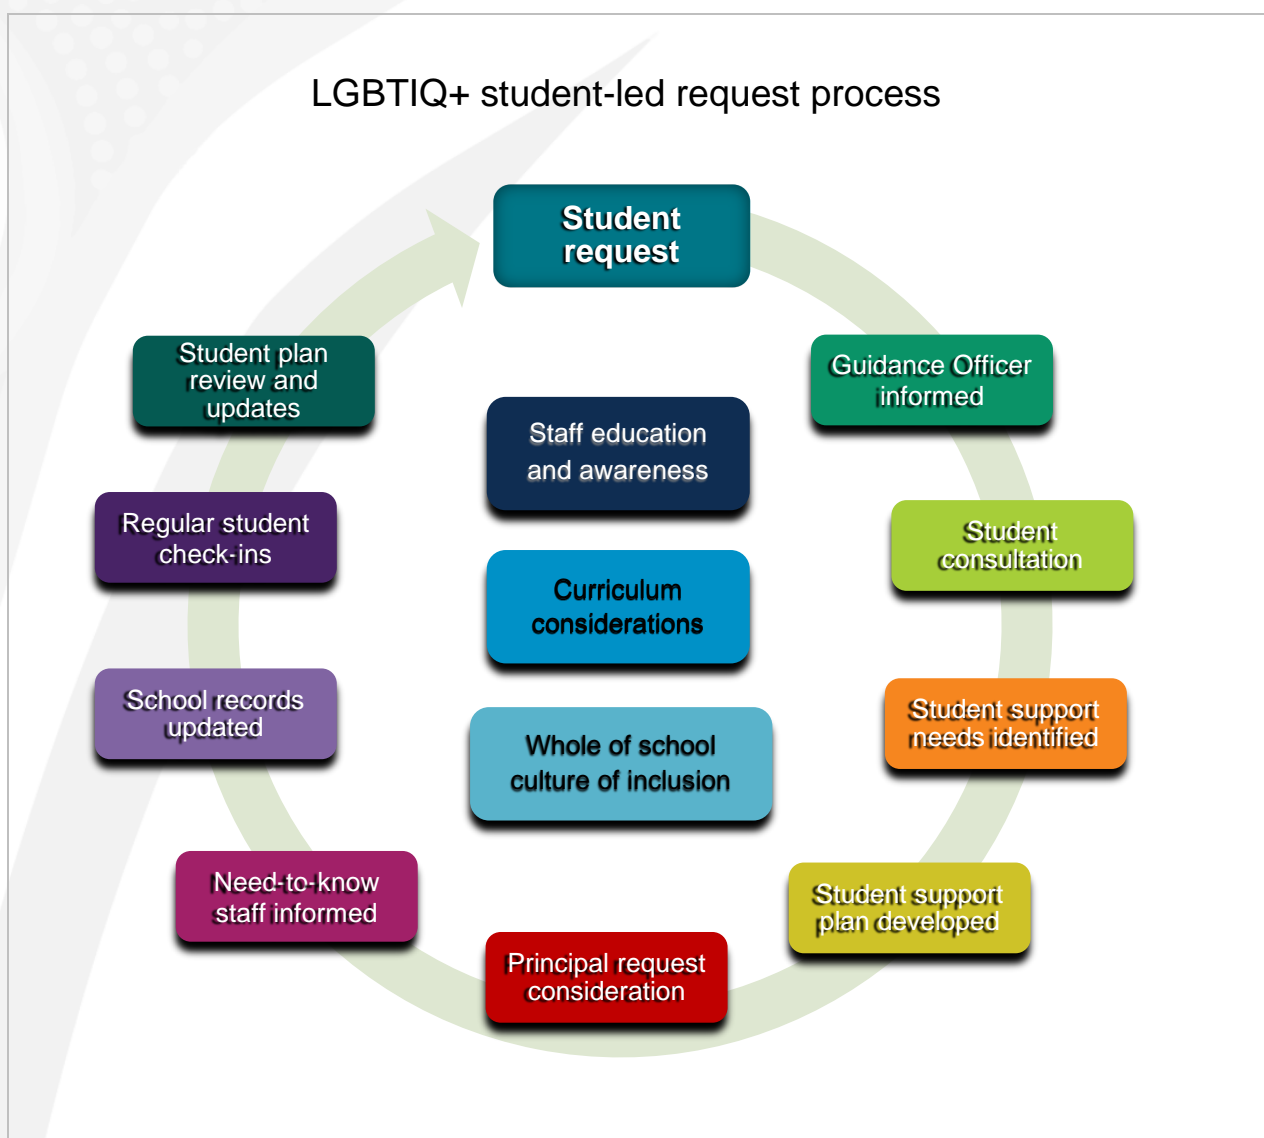 LGBTIQ+ student-led request process
Student
request
Guidance Officer
informed
Student
consultation
Student support
needs identified
Student support
plan developed
Principal request
consideration
Need-to-know
staff informed
School records
updated
Regular student
check-ins
Student plan
review and
updates
Staff education
and awareness
Curriculum
considerations
Whole of school
culture of inclusion